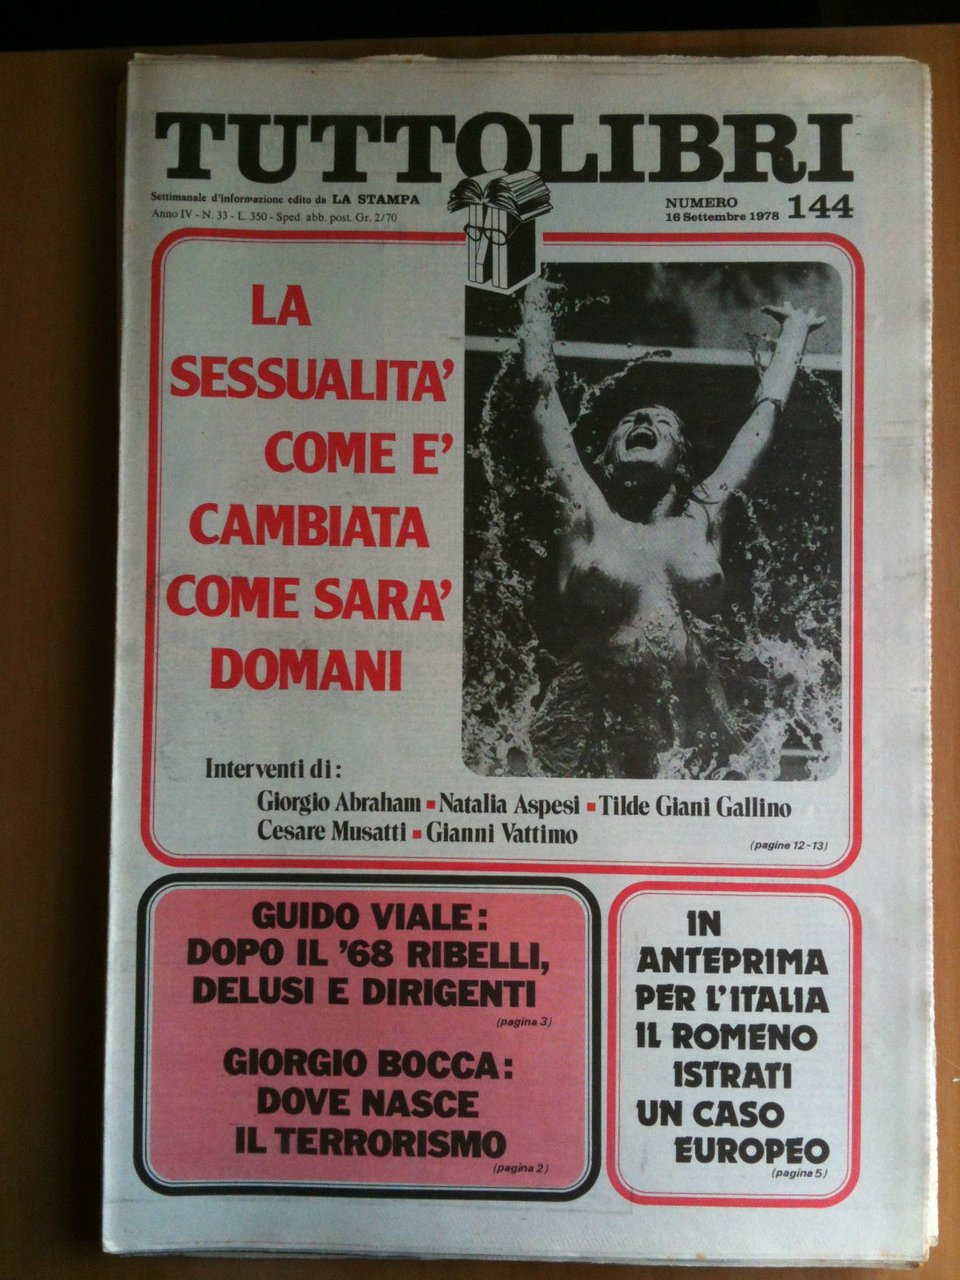 TUTTOLIBRI
Settimanale d'informazione edito da LA STAMPA
Anno IV - N. 33 - L. 350 - Sped. abb. post. Gr. 2/70
NUMERO
16 Settembre 1978 144
LA
SESSUALITA'
COME E'
CAMBIATA
COME SARA'
DOMANI
Interventi di:
Giorgio Abraham ▪ Natalia Aspesi ▪ Tilde Giani Gallino
Cesare Musatti ▪ Gianni Vattimo
(pagine 12-13)
GUIDO VIALE:
DOPO IL '68 RIBELLI,
DELUSI E DIRIGENTI
(pagina 3)
GIORGIO BOCCA:
DOVE NASCE
IL TERRORISMO
(pagina 2)
IN
ANTEPRIMA
PER L'ITALIA
IL ROMENO
ISTRATI
UN CASO
EUROPEO
(pagina 5)